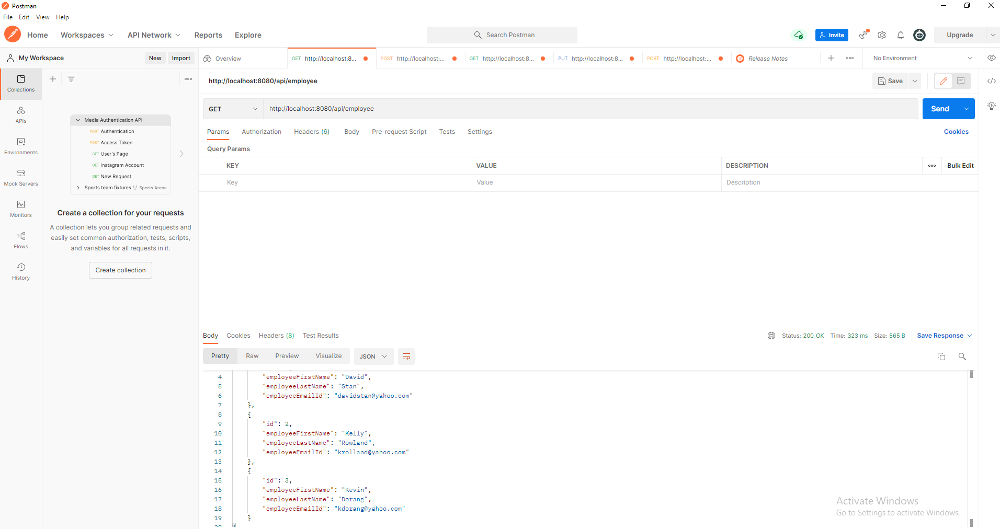 Postman
File Edit View Help
Home Workspaces API Network Reports Explore
Search Postman
Invite
Upgrade
My Workspace
New Import
Overview
GET http://localhost:8...
POST http://localhost:...
GET http://localhost:8...
PUT http://localhost:8...
POST http://localhost:...
Release Notes
No Environment
Collections
APIs
Environments
Mock Servers
Monitors
Flows
History
Media Authentication API
POST Authentication
POST Access Token
GET User's Page
GET Instagram Account
GET New Request
Sports team fixtures Sports Arena
Create a collection for your requests
A collection lets you group related requests and
easily set common authorization, tests, scripts,
and variables for all requests in it.
Create collection
http://localhost:8080/api/employee
Save
GET http://localhost:8080/api/employee
Send
Params Authorization Headers (6) Body Pre-request Script Tests Settings
Cookies
Query Params
KEY VALUE DESCRIPTION
Bulk Edit
Key Value Description
Body Cookies Headers (8) Test Results
Status: 200 OK Time: 323 ms Size: 565 B
Save Response
Pretty Raw Preview Visualize JSON
4 "employeeFirstName": "David",
5 "employeeLastName": "Stan",
6 "employeeEmailId": "davidstan@yahoo.com"
7 },
8 {
9 "id": 2,
10 "employeeFirstName": "Kelly",
11 "employeeLastName": "Rowland",
12 "employeeEmailId": "krolland@yahoo.com"
13 },
14 {
15 "id": 3,
16 "employeeFirstName": "Kevin",
17 "employeeLastName": "Dorang",
18 "employeeEmailId": "kdorang@yahoo.com"
19 }
Activate Windows
Go to Settings to activate Windows.